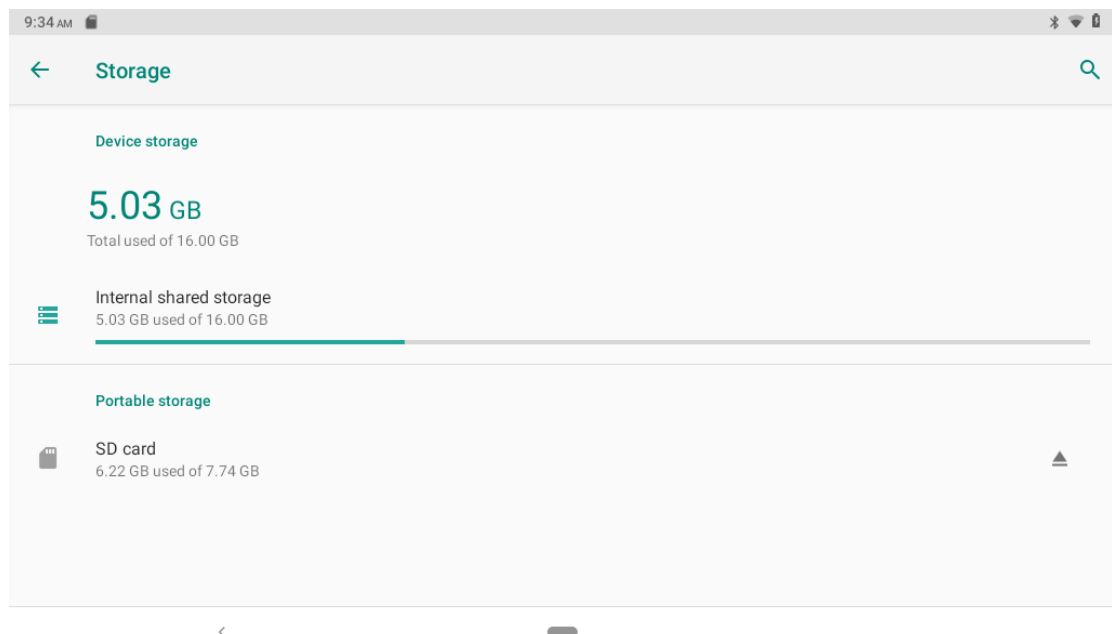 9:34 AM
Storage
Device storage
5.03 GB
Total used of 16.00 GB
Internal shared storage
5.03 GB used of 16.00 GB
Portable storage
SD card
6.22 GB used of 7.74 GB